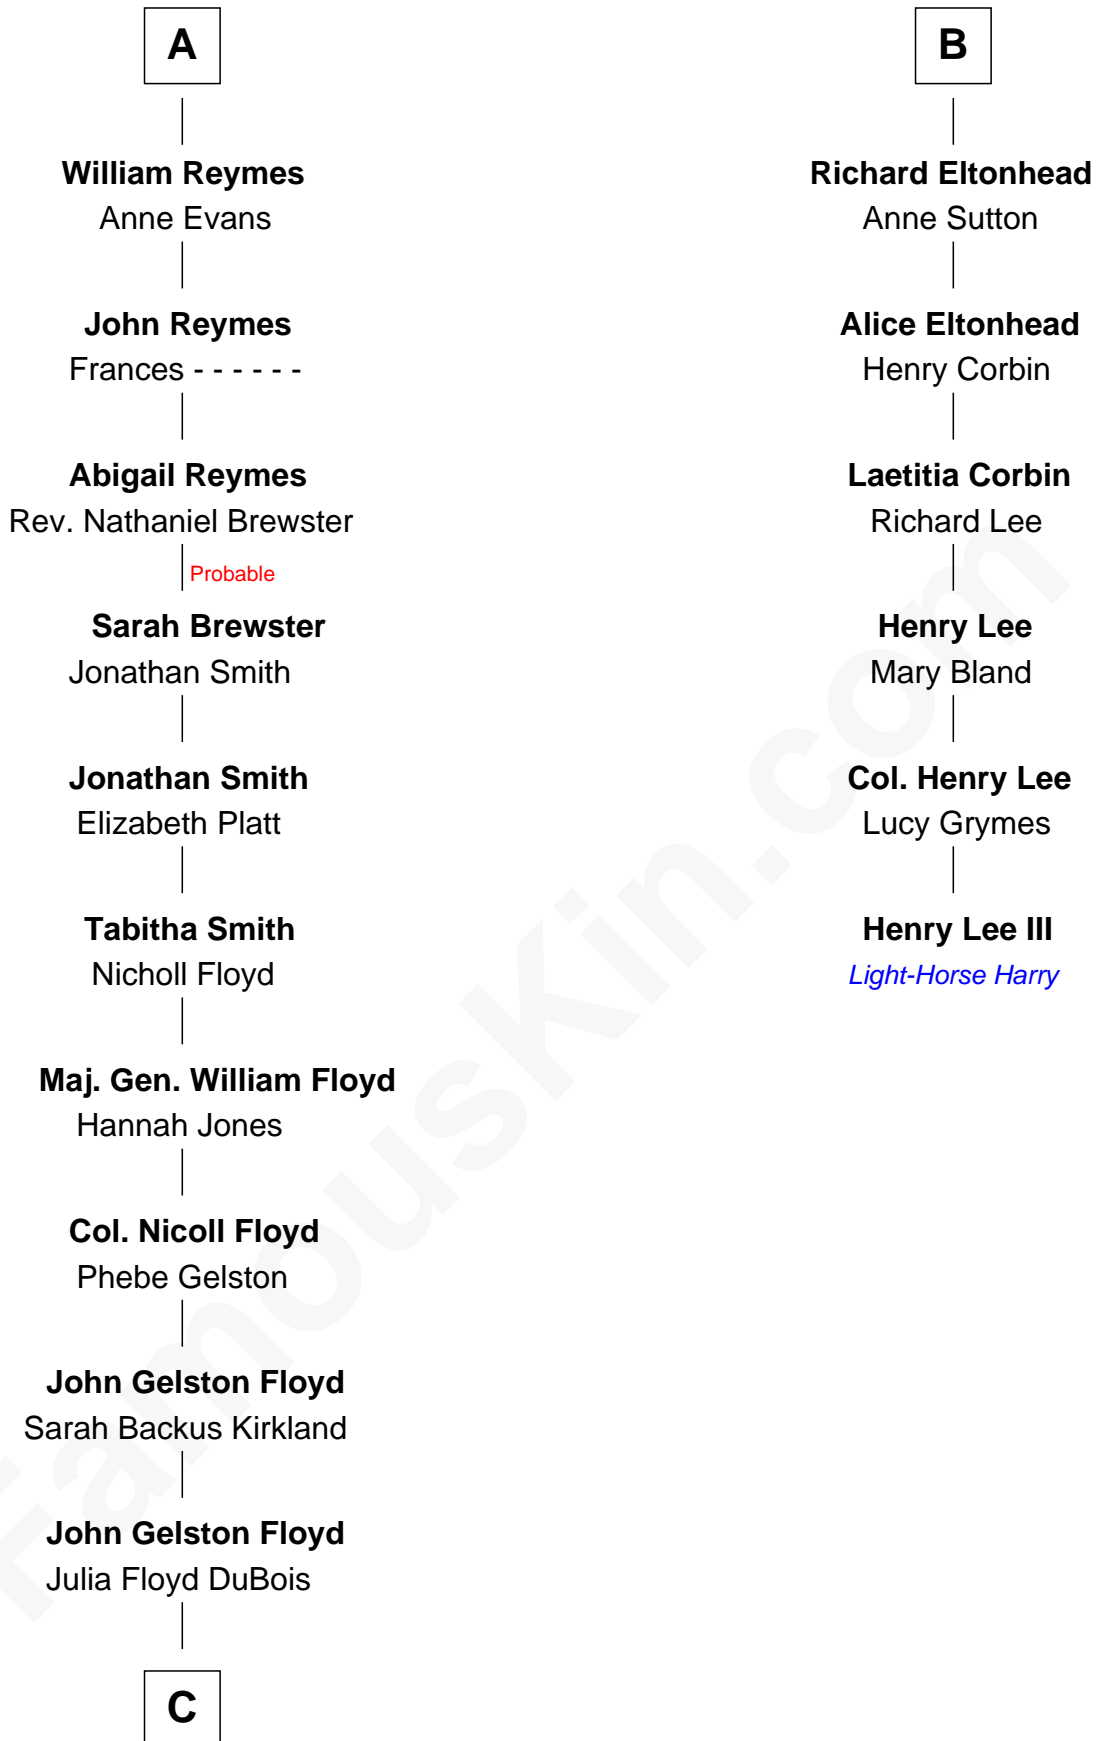 A
William Reymes
Anne Evans
John Reymes
Frances - - - - - -
Abigail Reymes
Rev. Nathaniel Brewster
Probable
Sarah Brewster
Jonathan Smith
Jonathan Smith
Elizabeth Platt
Tabitha Smith
Nicholl Floyd
Maj. Gen. William Floyd
Hannah Jones
Col. Nicoll Floyd
Phebe Gelston
John Gelston Floyd
Sarah Backus Kirkland
John Gelston Floyd
Julia Floyd DuBois
C
B
Richard Eltonhead
Anne Sutton
Alice Eltonhead
Henry Corbin
Laetitia Corbin
Richard Lee
Henry Lee
Mary Bland
Col. Henry Lee
Lucy Grymes
Henry Lee III
Light-Horse Harry
FamousKin.com